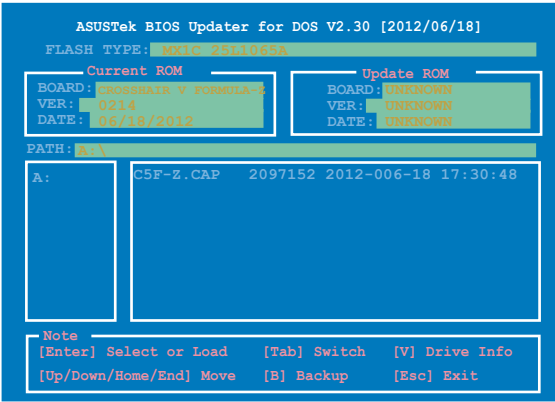 ASUSTek BIOS Updater for DOS V2.30 [2012/06/18]
FLASH TYPE: MX1C 25L1065A
Current ROM
BOARD: CROSSHAIR V FORMULA-Z
VER: 0214
DATE: 06/18/2012
Update ROM
BOARD: UNKNOWN
VER: UNKNOWN
DATE: UNKNOWN
PATH: A:\
A:
C5F-Z.CAP 2097152 2012-006-18 17:30:48
Note
[Enter] Select or Load [Tab] Switch [V] Drive Info
[Up/Down/Home/End] Move [B] Backup [Esc] Exit